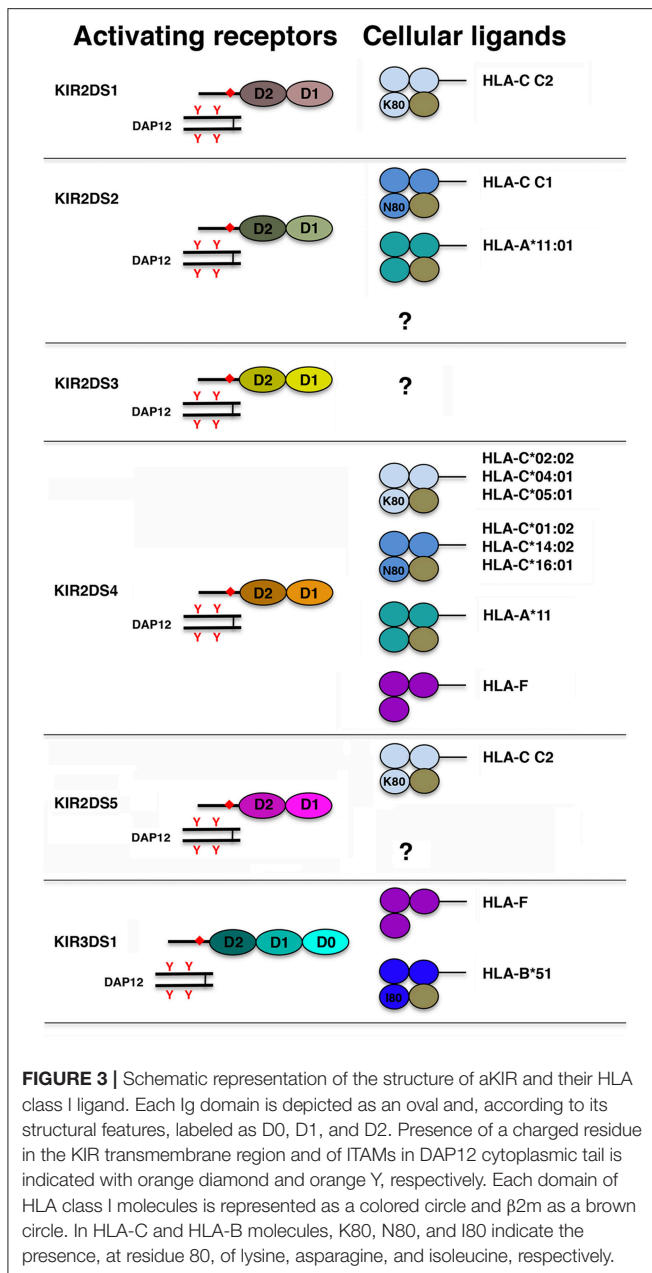 Activating receptors Cellular ligands
KIR2DS1
D2 D1
DAP12
Y Y
Y Y
K80
HLA-C C2
KIR2DS2
D2 D1
DAP12
Y Y
Y Y
N80
HLA-C C1
HLA-A*11:01
?
KIR2DS3
D2 D1
DAP12
Y Y
Y Y
?
KIR2DS4
D2 D1
DAP12
Y Y
Y Y
K80
HLA-C*02:02
HLA-C*04:01
HLA-C*05:01
N80
HLA-C*01:02
HLA-C*14:02
HLA-C*16:01
HLA-A*11
HLA-F
KIR2DS5
D2 D1
DAP12
Y Y
Y Y
K80
HLA-C C2
?
KIR3DS1
D2 D1 D0
DAP12
Y Y
Y Y
HLA-F
I80
HLA-B*51
FIGURE 3 | Schematic representation of the structure of aKIR and their HLA
class I ligand. Each Ig domain is depicted as an oval and, according to its
structural features, labeled as D0, D1, and D2. Presence of a charged residue
in the KIR transmembrane region and of ITAMs in DAP12 cytoplasmic tail is
indicated with orange diamond and orange Y, respectively. Each domain of
HLA class I molecules is represented as a colored circle and β2m as a brown
circle. In HLA-C and HLA-B molecules, K80, N80, and I80 indicate the
presence, at residue 80, of lysine, asparagine, and isoleucine, respectively.